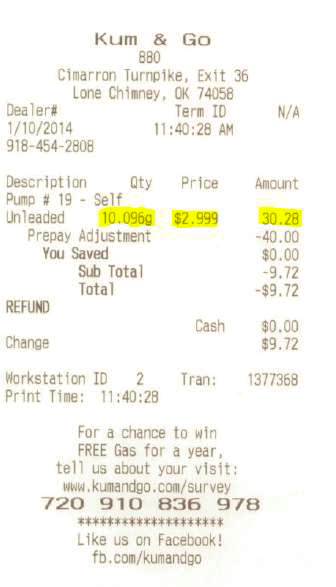 Kum & Go
880
Cimarron Turnpike, Exit 36
Lone Chimney, OK 74058
Dealer# Term ID N/A
1/10/2014 11:40:28 AM
918-454-2808
Description Qty Price Amount
Pump # 19 - Self
Unleaded 10.096g $2.999 30.28
Prepay Adjustment -40.00
You Saved $0.00
Sub Total -9.72
Total -$9.72
REFUND
Cash $0.00
Change $9.72
Workstation ID 2 Tran: 1377368
Print Time: 11:40:28
For a chance to win
FREE Gas for a year,
tell us about your visit:
www.kumandgo.com/survey
720 910 836 978
********************
Like us on Facebook!
fb.com/kumandgo